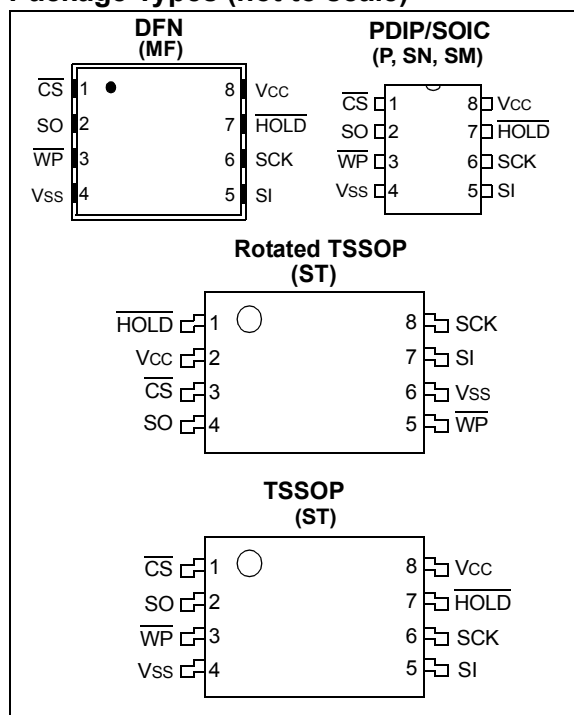 Package Types (not to scale)
DFN
(MF)
CS 1 8 Vcc
SO 2 7 HOLD
WP 3 6 SCK
Vss 4 5 SI
PDIP/SOIC
(P, SN, SM)
CS 1 8 Vcc
SO 2 7 HOLD
WP 3 6 SCK
Vss 4 5 SI
Rotated TSSOP
(ST)
HOLD 1 8 SCK
Vcc 2 7 SI
CS 3 6 Vss
SO 4 5 WP
TSSOP
(ST)
CS 1 8 Vcc
SO 2 7 HOLD
WP 3 6 SCK
Vss 4 5 SI